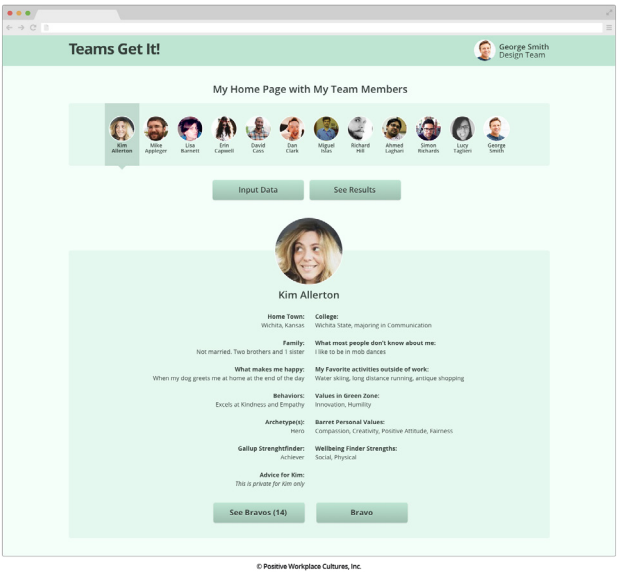 Teams Get It!
George Smith
Design Team
My Home Page with My Team Members
Kim Allerton
Mike Appleger
Lisa Barnett
Erin Capwell
David Cass
Dan Clark
Miguel Islas
Richard Hill
Ahmed Laghari
Simon Richards
Lucy Taglieri
George Smith
Input Data
See Results
Kim Allerton
Home Town:
Wichita, Kansas
College:
Wichita State, majoring in Communication
Family:
Not married. Two brothers and 1 sister
What most people don't know about me:
I like to be in mob dances
What makes me happy:
When my dog greets me at home at the end of the day
My Favorite activities outside of work:
Water skiing, long distance running, antique shopping
Behaviors:
Excels at Kindness and Empathy
Values in Green Zone:
Innovation, Humility
Archetype(s):
Hero
Barret Personal Values:
Compassion, Creativity, Positive Attitude, Fairness
Gallup Strenghtfinder:
Achiever
Wellbeing Finder Strengths:
Social, Physical
Advice for Kim:
This is private for Kim only
See Bravos (14)
Bravo
© Positive Workplace Cultures, Inc.